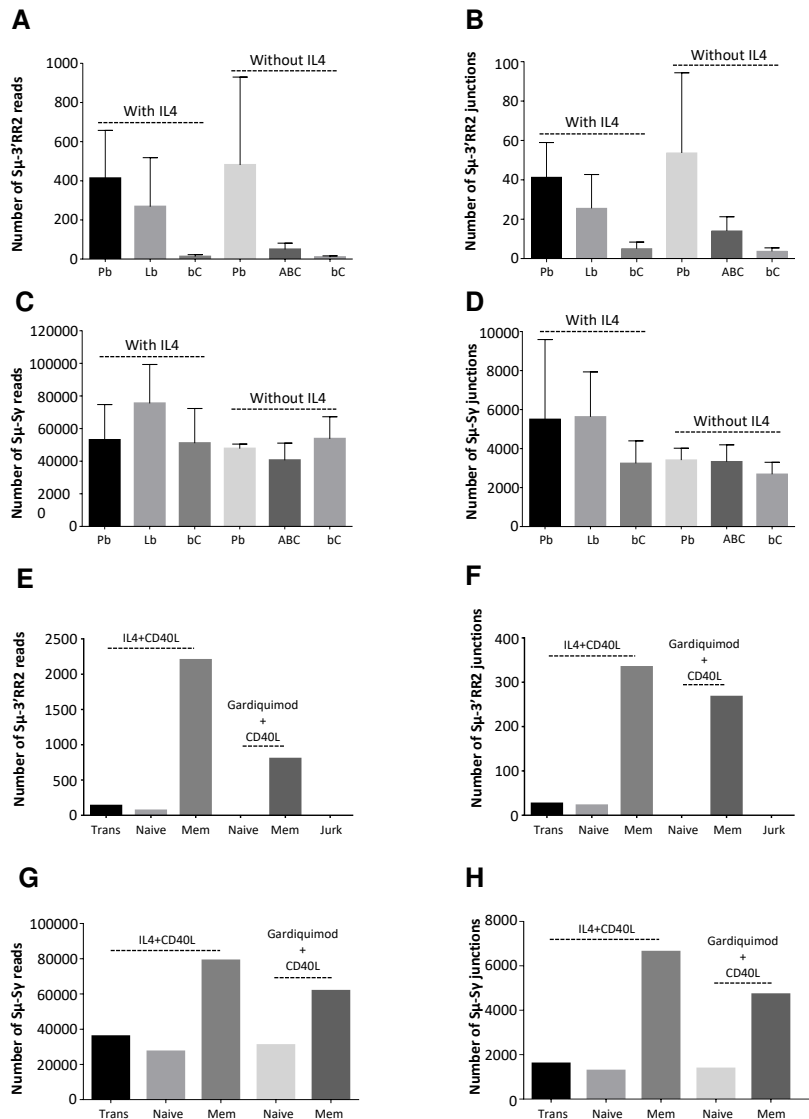 A
Number of Sµ-3’RR2 reads
1000
800
600
400
200
0
With IL4
Without IL4
Pb Lb bC Pb ABC bC
B
Number of Sµ-3’RR2 junctions
100
80
60
40
20
0
With IL4
Without IL4
Pb Lb bC Pb ABC bC
C
Number of Sµ-Sγ reads
120000
100000
80000
60000
40000
20000
0
0
With IL4
Without IL4
Pb Lb bC Pb ABC bC
D
Number of Sµ-Sγ junctions
10000
8000
6000
4000
2000
0
With IL4
Without IL4
Pb Lb bC Pb ABC bC
E
Number of Sµ-3’RR2 reads
2500
2000
1500
1000
500
0
IL4+CD40L
Gardiquimod
+
CD40L
Trans Naive Mem Naive Mem Jurk
F
Number of Sµ-3’RR2 junctions
400
300
200
100
0
IL4+CD40L
Gardiquimod
+
CD40L
Trans Naive Mem Naive Mem Jurk
G
Number of Sµ-Sγ reads
100000
80000
60000
40000
20000
0
IL4+CD40L
Gardiquimod
+
CD40L
Trans Naive Mem Naive Mem
H
Number of Sµ-Sγ junctions
8000
6000
4000
2000
0
IL4+CD40L
Gardiquimod
+
CD40L
Trans Naive Mem Naive Mem